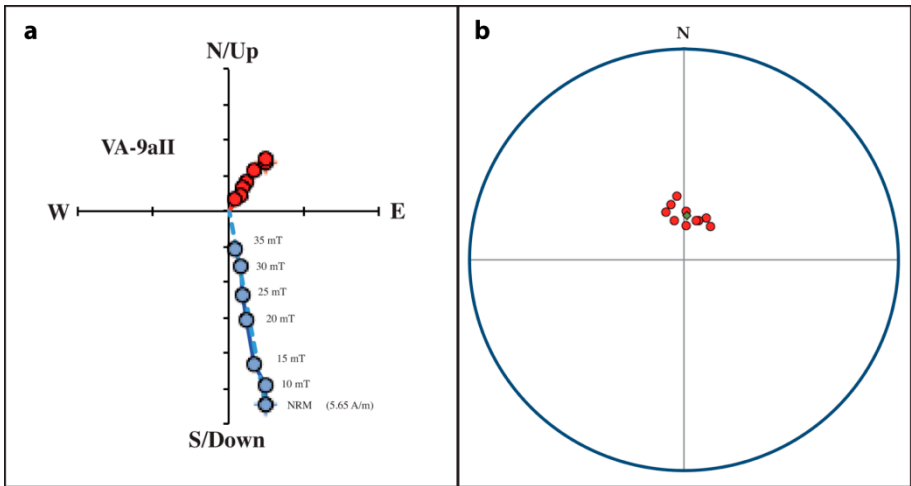 a
N/Up
VA-9aII
W
E
35 mT
30 mT
25 mT
20 mT
15 mT
10 mT
NRM (5.65 A/m)
S/Down
b
N